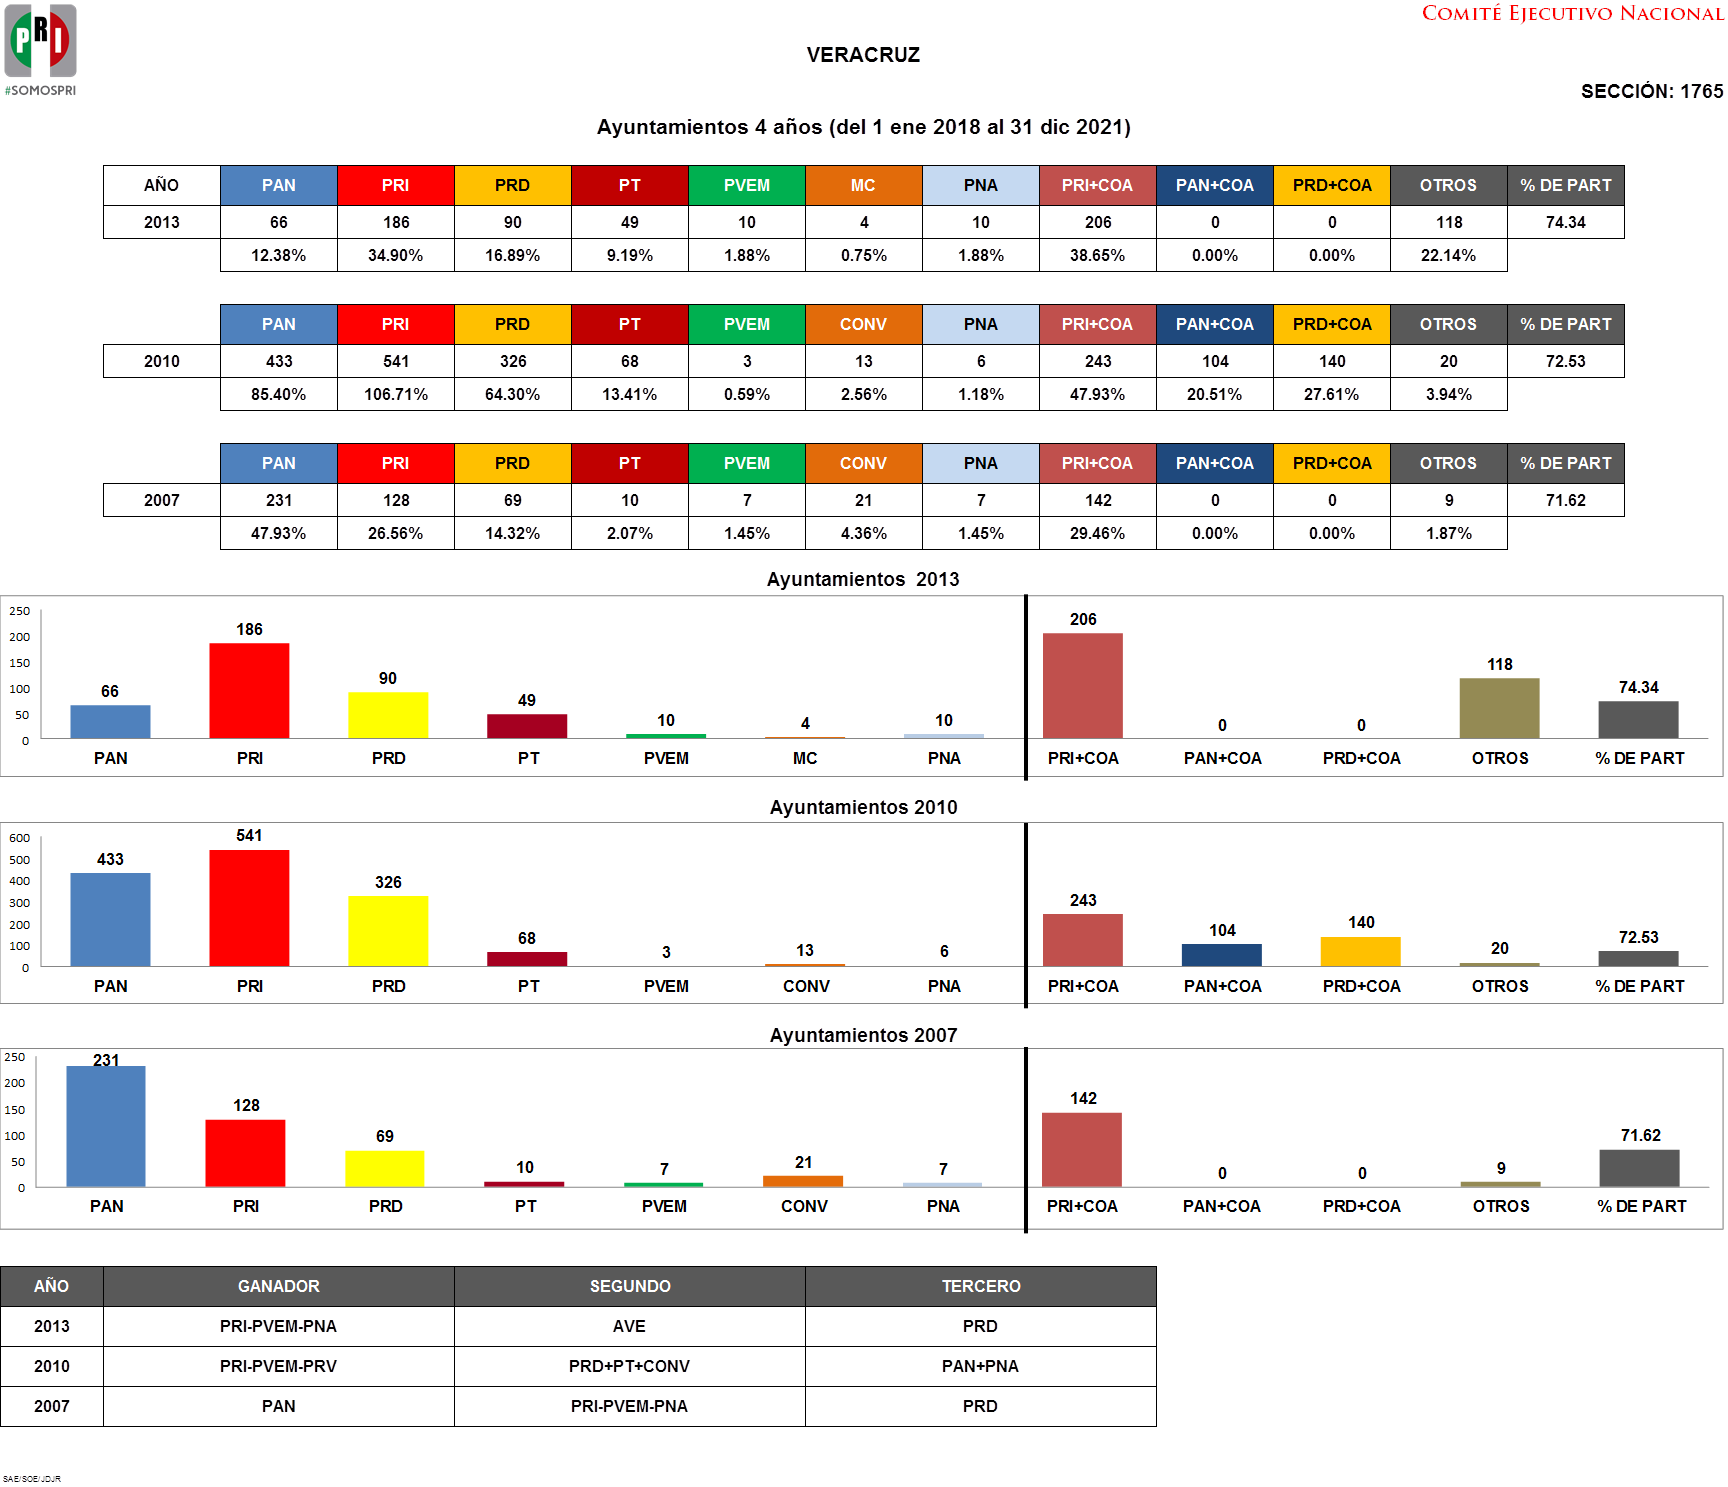 PRI
#SOMOSPRI
COMITÉ EJECUTIVO NACIONAL
VERACRUZ
SECCIÓN: 1765
Ayuntamientos 4 años (del 1 ene 2018 al 31 dic 2021)
AÑO PAN PRI PRD PT PVEM MC PNA PRI+COA PAN+COA PRD+COA OTROS % DE PART
2013 66 186 90 49 10 4 10 206 0 0 118 74.34
12.38% 34.90% 16.89% 9.19% 1.88% 0.75% 1.88% 38.65% 0.00% 0.00% 22.14%
PAN PRI PRD PT PVEM CONV PNA PRI+COA PAN+COA PRD+COA OTROS % DE PART
2010 433 541 326 68 3 13 6 243 104 140 20 72.53
85.40% 106.71% 64.30% 13.41% 0.59% 2.56% 1.18% 47.93% 20.51% 27.61% 3.94%
PAN PRI PRD PT PVEM CONV PNA PRI+COA PAN+COA PRD+COA OTROS % DE PART
2007 231 128 69 10 7 21 7 142 0 0 9 71.62
47.93% 26.56% 14.32% 2.07% 1.45% 4.36% 1.45% 29.46% 0.00% 0.00% 1.87%
Ayuntamientos 2013
250
200
150
100
50
0
66 186 90 49 10 4 10 206 0 0 118 74.34
PAN PRI PRD PT PVEM MC PNA PRI+COA PAN+COA PRD+COA OTROS % DE PART
Ayuntamientos 2010
600
500
400
300
200
100
0
433 541 326 68 3 13 6 243 104 140 20 72.53
PAN PRI PRD PT PVEM CONV PNA PRI+COA PAN+COA PRD+COA OTROS % DE PART
Ayuntamientos 2007
250
200
150
100
50
0
231 128 69 10 7 21 7 142 0 0 9 71.62
PAN PRI PRD PT PVEM CONV PNA PRI+COA PAN+COA PRD+COA OTROS % DE PART
AÑO GANADOR SEGUNDO TERCERO
2013 PRI-PVEM-PNA AVE PRD
2010 PRI-PVEM-PRV PRD+PT+CONV PAN+PNA
2007 PAN PRI-PVEM-PNA PRD
SAE/SOE/JDJR